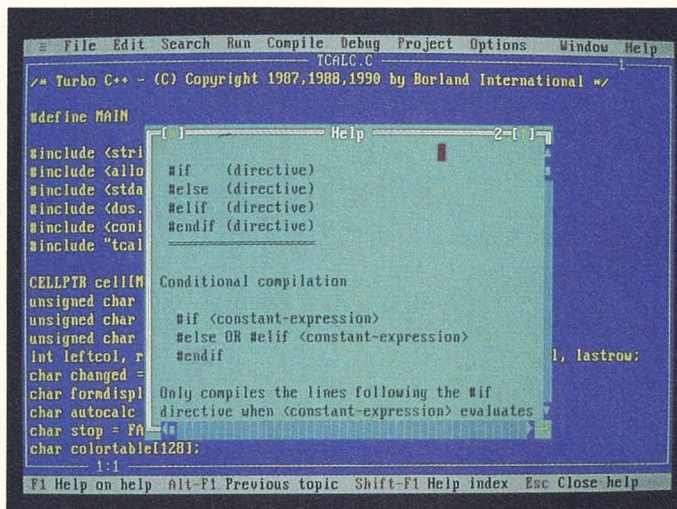 ≡ File Edit Search Run Compile Debug Project Options Window Help
TCALC.C 1
/* Turbo C++ - (C) Copyright 1987,1988,1990 by Borland International */
#define MAIN
[■] Help 2=[↑]
#include <stri
#include <allo
#include <stda
#include <dos.
#include <coni
#include "tcal
#if (directive)
#else (directive)
#elif (directive)
#endif (directive)
Conditional compilation
#if <constant-expression>
#else OR #elif <constant-expression>
#endif
Only compiles the lines following the #if
directive when <constant-expression> evaluates
CELLPTR cell[M
unsigned char
unsigned char
unsigned char
int leftcol, r l, lastrow;
char changed =
char formdispl
char autocalc
char stop = FA
char colortable[128];
1:1
F1 Help on help Alt-F1 Previous topic Shift-F1 Help index Esc Close help